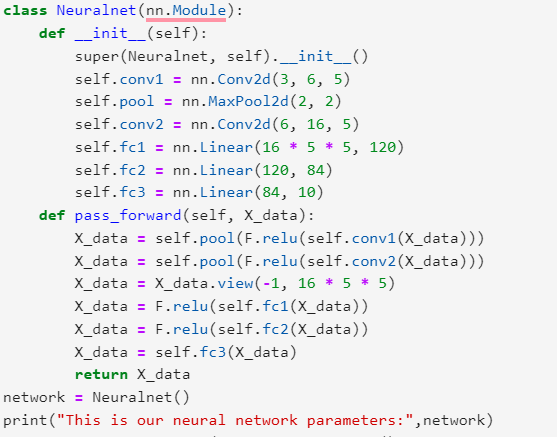 class Neuralnet(nn.Module):
    def __init__(self):
        super(Neuralnet, self).__init__()
        self.conv1 = nn.Conv2d(3, 6, 5)
        self.pool = nn.MaxPool2d(2, 2)
        self.conv2 = nn.Conv2d(6, 16, 5)
        self.fc1 = nn.Linear(16 * 5 * 5, 120)
        self.fc2 = nn.Linear(120, 84)
        self.fc3 = nn.Linear(84, 10)
    def pass_forward(self, X_data):
        X_data = self.pool(F.relu(self.conv1(X_data)))
        X_data = self.pool(F.relu(self.conv2(X_data)))
        X_data = X_data.view(-1, 16 * 5 * 5)
        X_data = F.relu(self.fc1(X_data))
        X_data = F.relu(self.fc2(X_data))
        X_data = self.fc3(X_data)
        return X_data
network = Neuralnet()
print("This is our neural network parameters:",network)